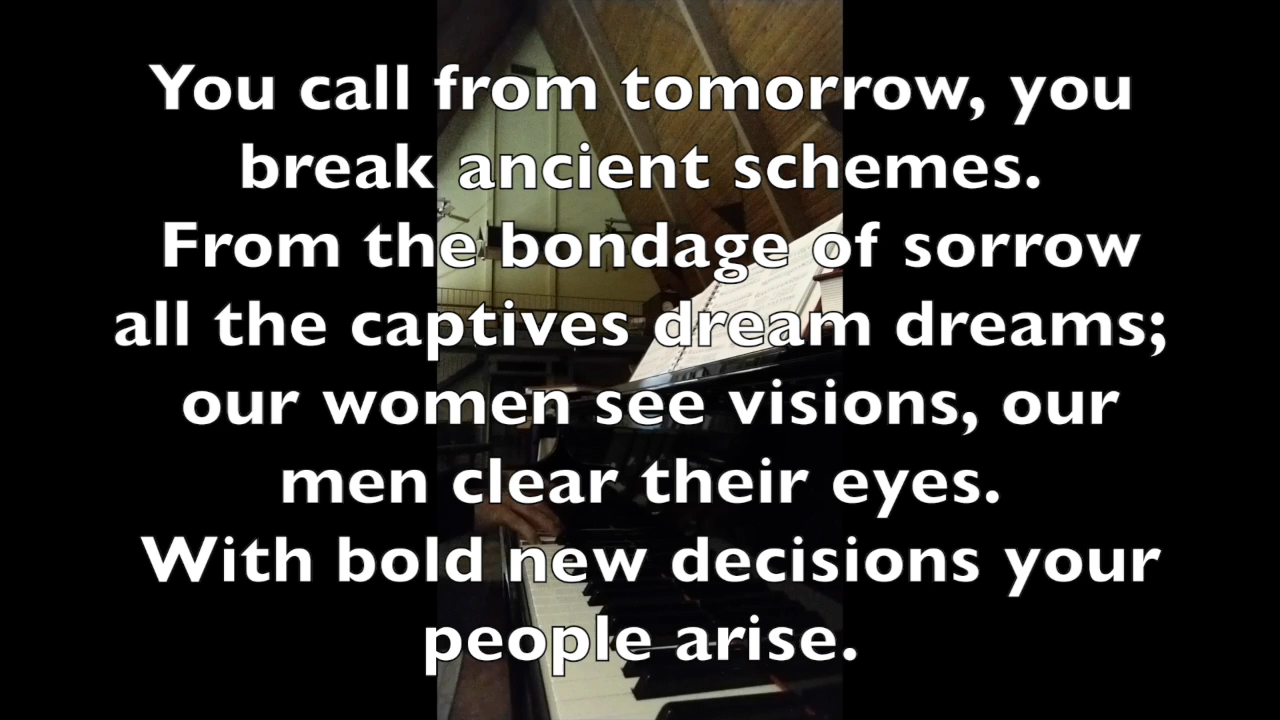 You call from tomorrow, you
break ancient schemes.
From the bondage of sorrow
all the captives dream dreams;
our women see visions, our
men clear their eyes.
With bold new decisions your
people arise.